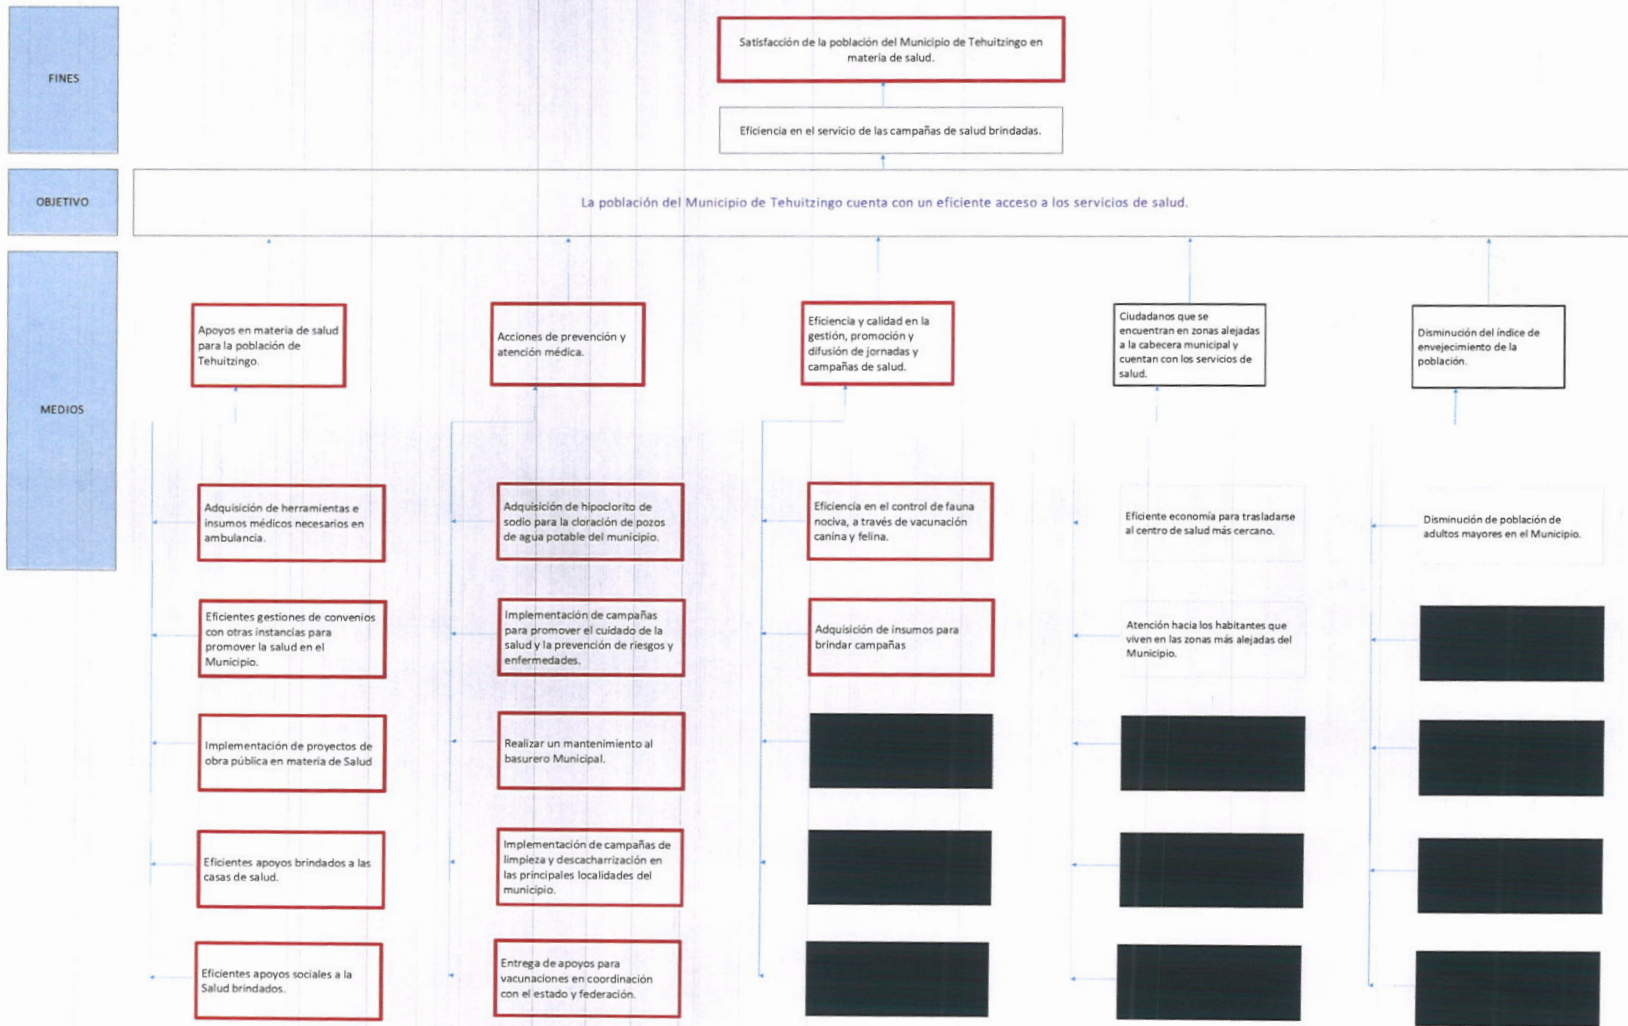 FINES
Satisfacción de la población del Municipio de Tehuitzingo en
materia de salud.
Eficiencia en el servicio de las campañas de salud brindadas.
OBJETIVO
La población del Municipio de Tehuitzingo cuenta con un eficiente acceso a los servicios de salud.
MEDIOS
Apoyos en materia de salud
para la población de
Tehuitzingo.
Acciones de prevención y
atención médica.
Eficiencia y calidad en la
gestión, promoción y
difusión de jornadas y
campañas de salud.
Ciudadanos que se
encuentran en zonas alejadas
a la cabecera municipal y
cuentan con los servicios de
salud.
Disminución del índice de
envejecimiento de la
población.
Adquisición de herramientas e
insumos médicos necesarios en
ambulancia.
Adquisición de hipoclorito de
sodio para la cloración de pozos
de agua potable del municipio.
Eficiencia en el control de fauna
nociva, a través de vacunación
canina y felina.
Eficiente economía para trasladarse
al centro de salud más cercano.
Disminución de población de
adultos mayores en el Municipio.
Eficientes gestiones de convenios
con otras instancias para
promover la salud en el
Municipio.
Implementación de campañas
para promover el cuidado de la
salud y la prevención de riesgos y
enfermedades.
Adquisición de insumos para
brindar campañas
Atención hacia los habitantes que
viven en las zonas más alejadas del
Municipio.
Implementación de proyectos de
obra pública en materia de Salud
Realizar un mantenimiento al
basurero Municipal.
Eficientes apoyos brindados a las
casas de salud.
Implementación de campañas de
limpieza y descacharrización en
las principales localidades del
municipio.
Eficientes apoyos sociales a la
Salud brindados.
Entrega de apoyos para
vacunaciones en coordinación
con el estado y federación.